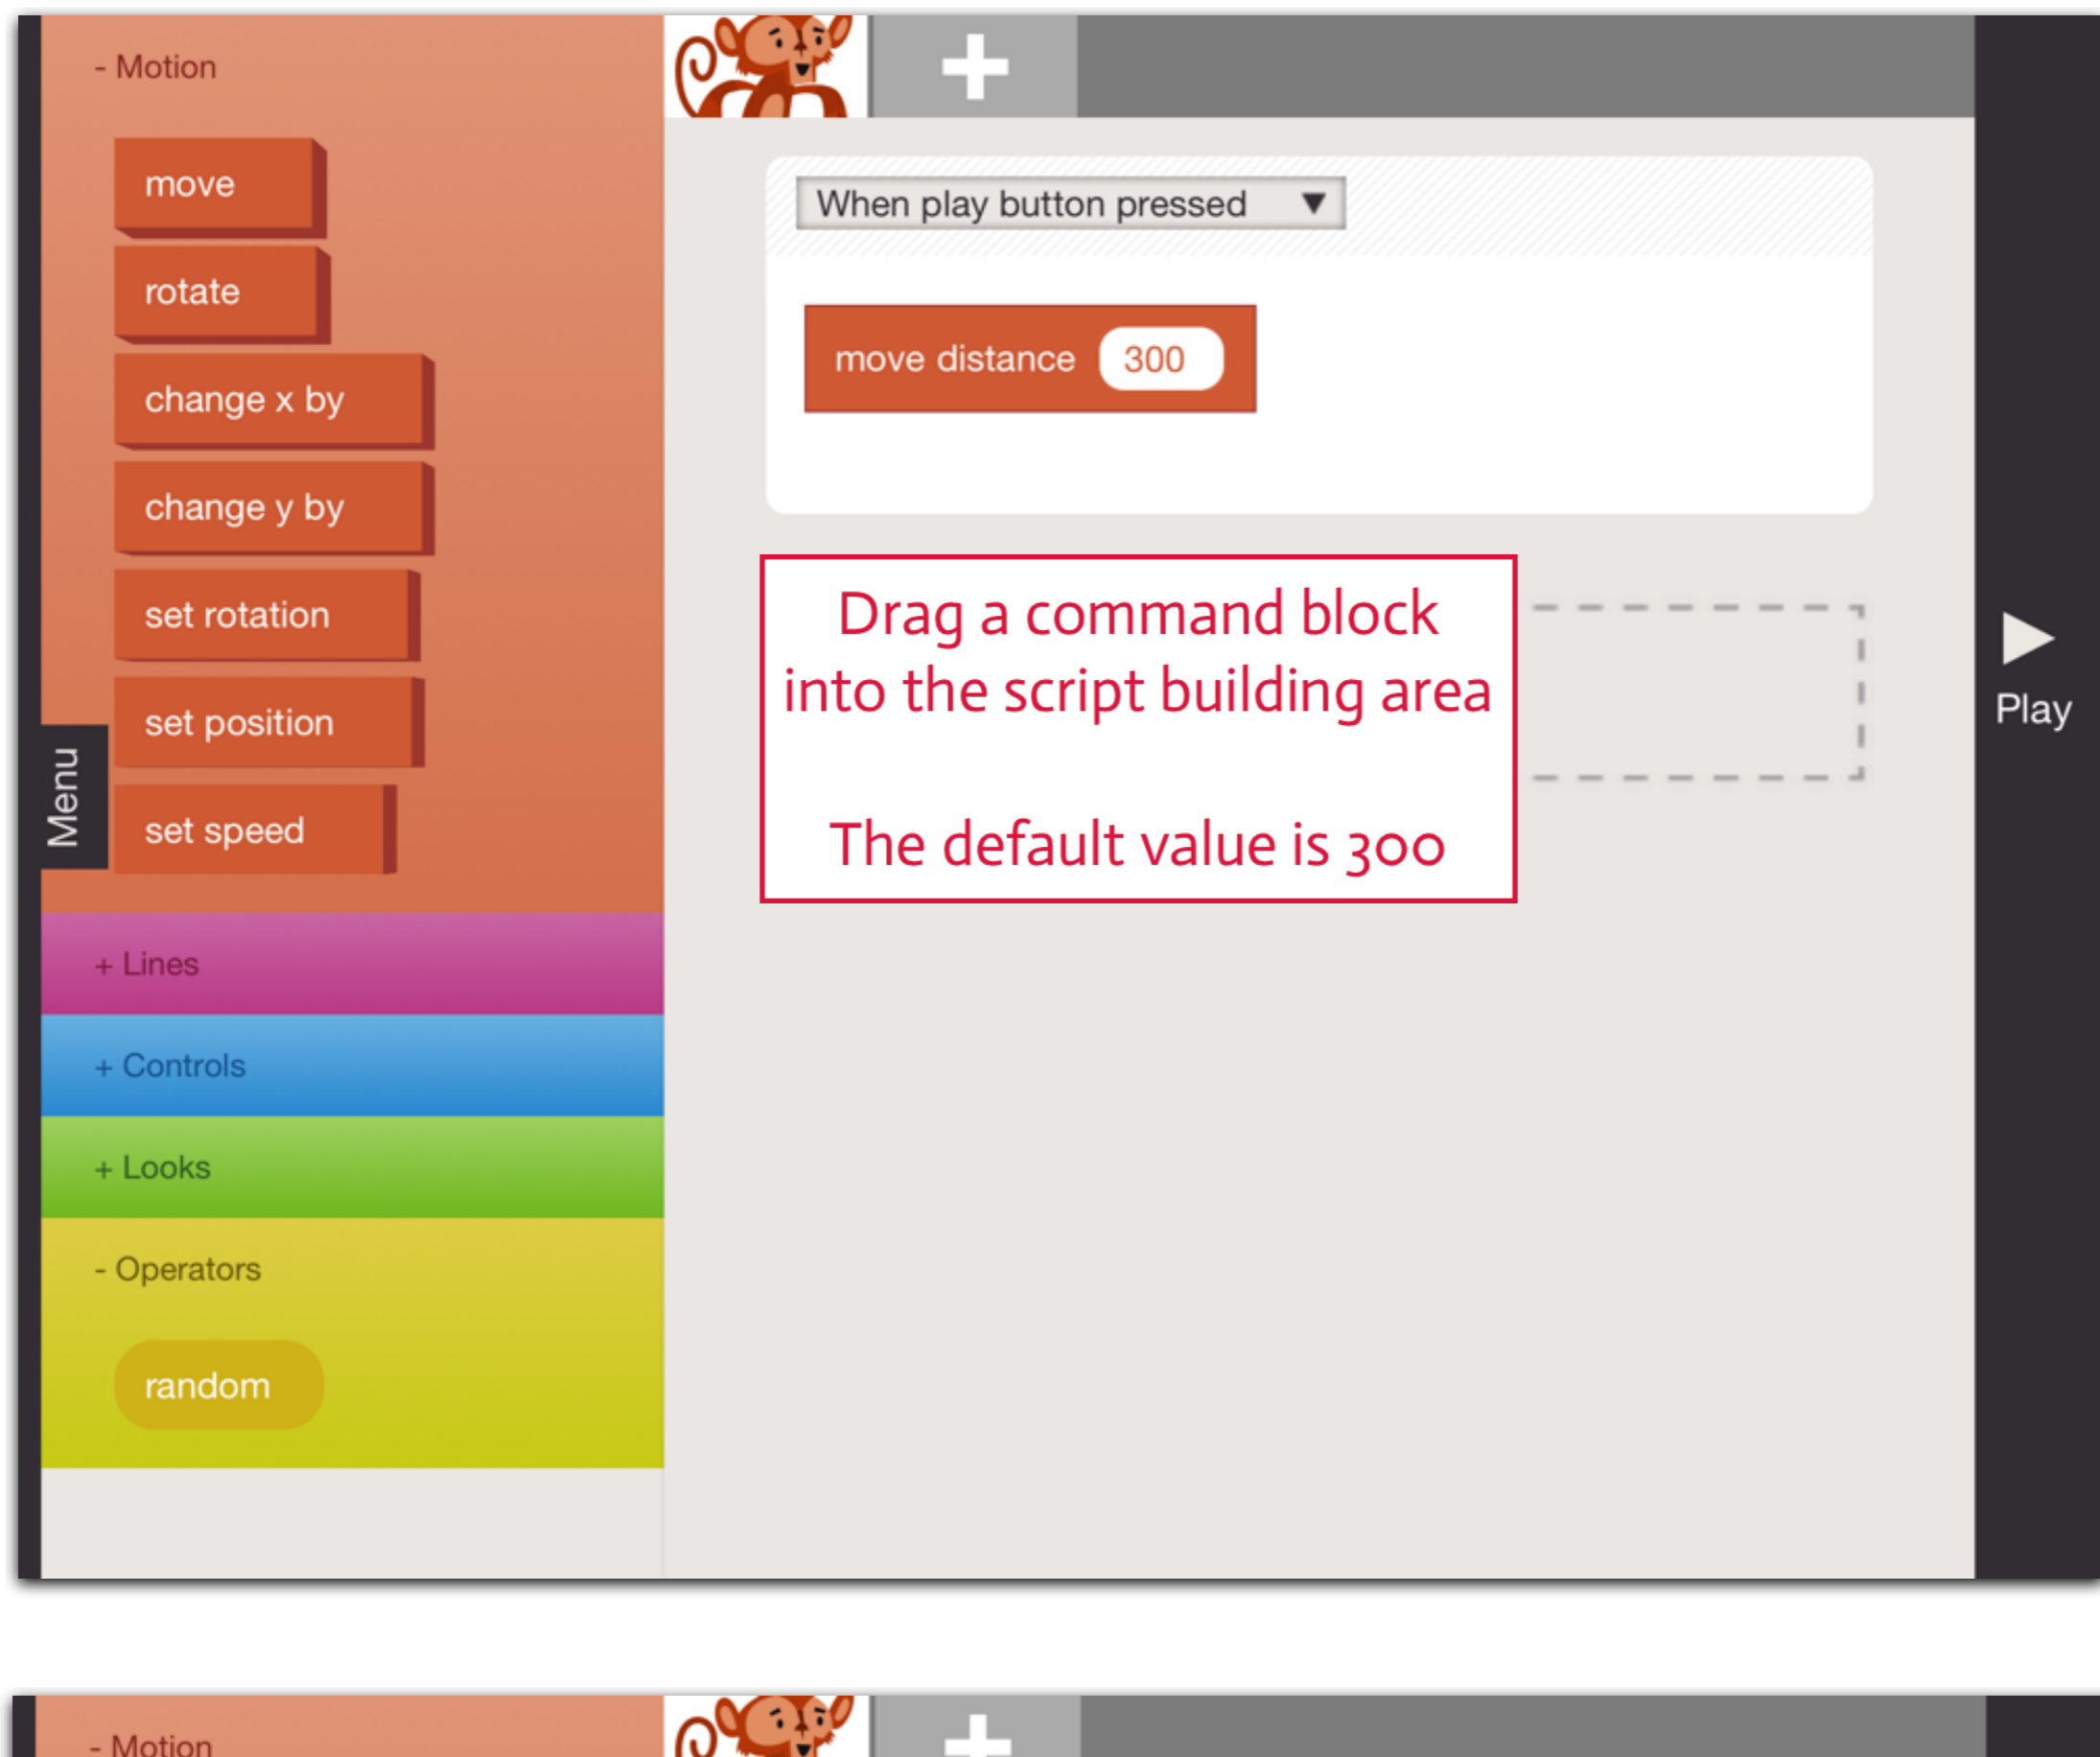 - Motion
move
rotate
change x by
change y by
set rotation
set position
set speed
Menu
+ Lines
+ Controls
+ Looks
- Operators
random
When play button pressed
move distance 300
Drag a command block
into the script building area
The default value is 300
Play
- Motion